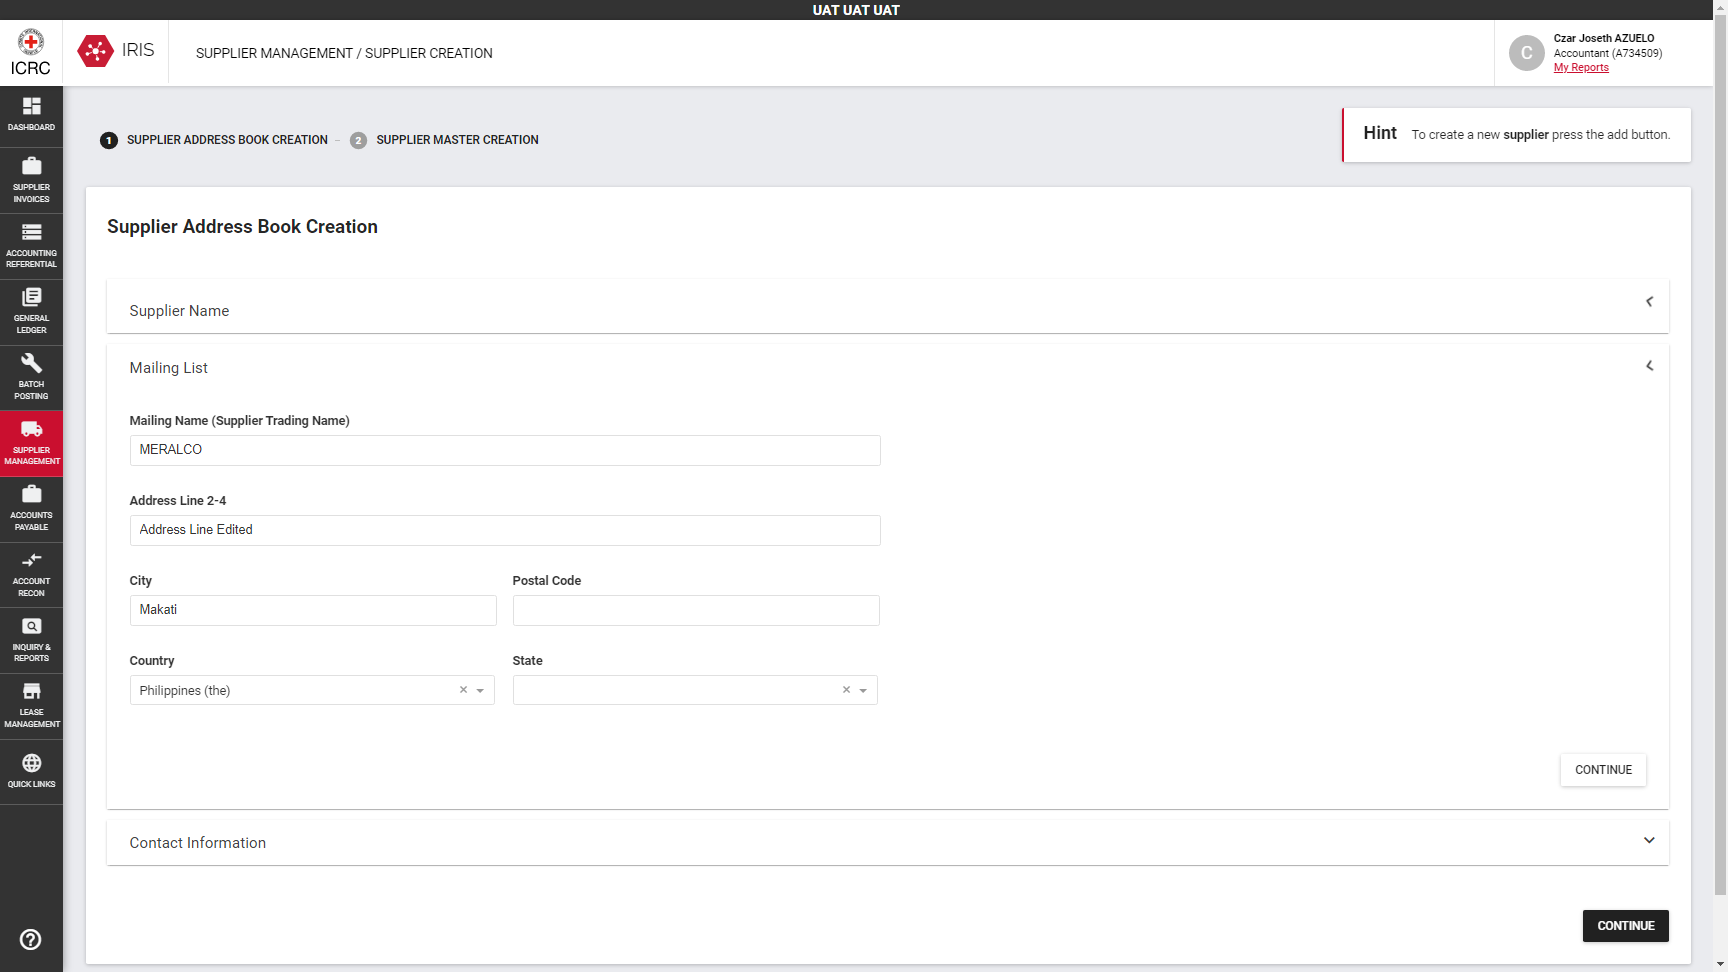 UAT UAT UAT
ICRC
IRIS
SUPPLIER MANAGEMENT / SUPPLIER CREATION
C
Czar Joseth AZUELO
Accountant (A734509)
My Reports
DASHBOARD
SUPPLIER
INVOICES
ACCOUNTING
REFERENTIAL
GENERAL
LEDGER
BATCH
POSTING
SUPPLIER
MANAGEMENT
ACCOUNTS
PAYABLE
ACCOUNT
RECON
INQUIRY &
REPORTS
LEASE
MANAGEMENT
QUICK LINKS
1 SUPPLIER ADDRESS BOOK CREATION – 2 SUPPLIER MASTER CREATION
Hint To create a new supplier press the add button.
Supplier Address Book Creation
Supplier Name
Mailing List
Mailing Name (Supplier Trading Name)
MERALCO
Address Line 2-4
Address Line Edited
City Postal Code
Makati
Country State
Philippines (the) × ×
CONTINUE
Contact Information
CONTINUE